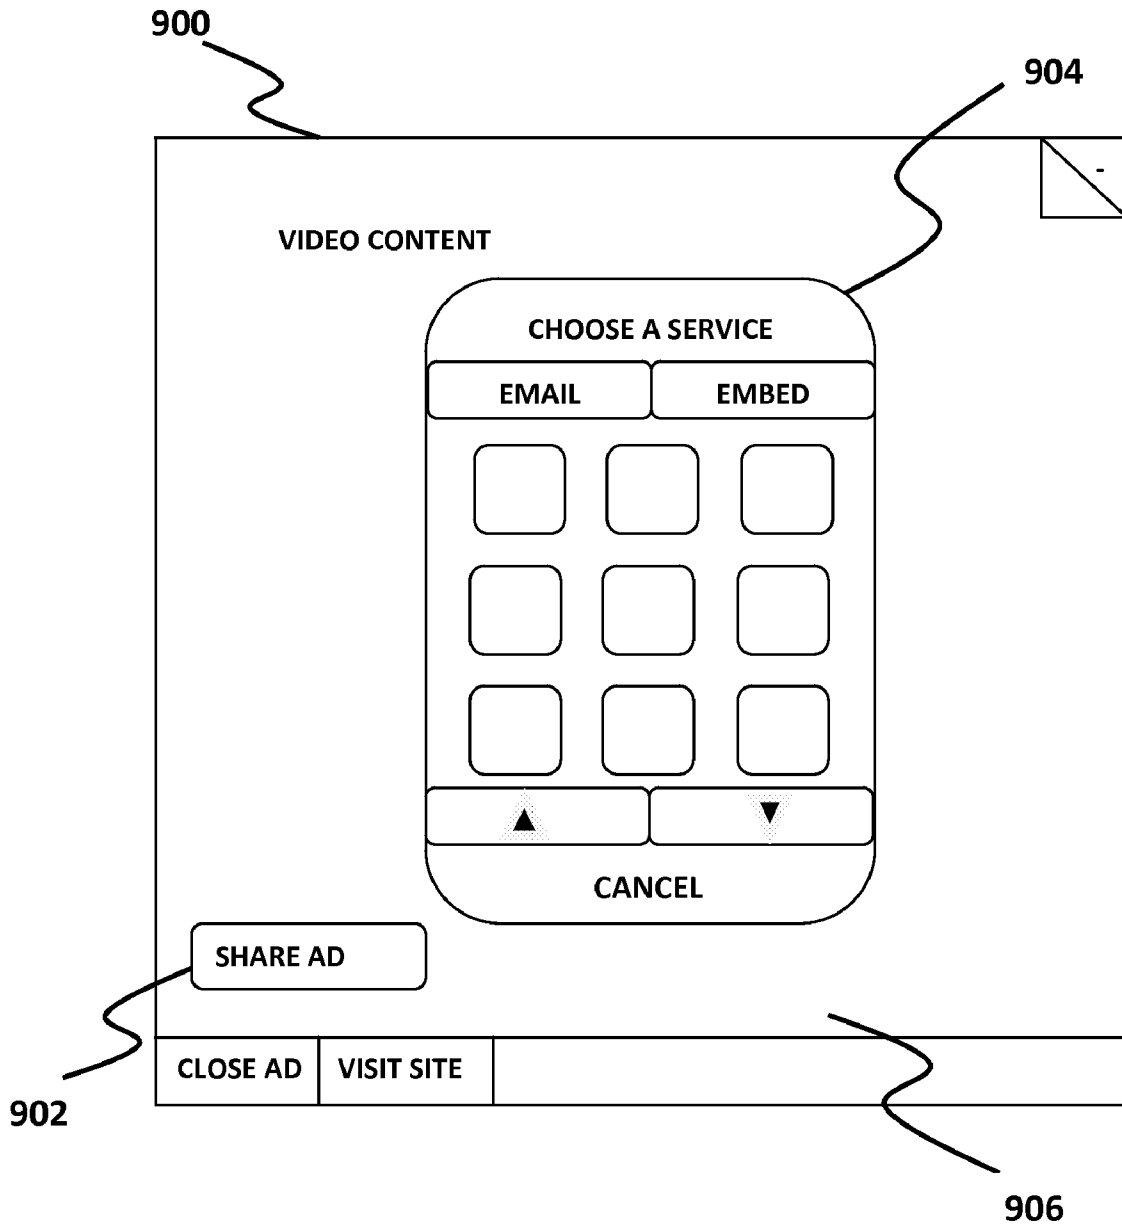 900
904
-
VIDEO CONTENT
CHOOSE A SERVICE
EMAIL EMBED
▲ ▼
CANCEL
SHARE AD
CLOSE AD VISIT SITE
902
906